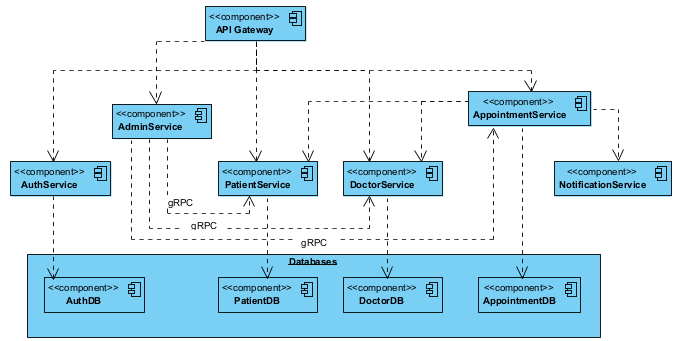 <<component>>
API Gateway
<<component>>
AdminService
<<component>>
AppointmentService
<<component>>
AuthService
<<component>>
PatientService
<<component>>
DoctorService
<<component>>
NotificationService
gRPC
gRPC
gRPC
Databases
<<component>>
AuthDB
<<component>>
PatientDB
<<component>>
DoctorDB
<<component>>
AppointmentDB